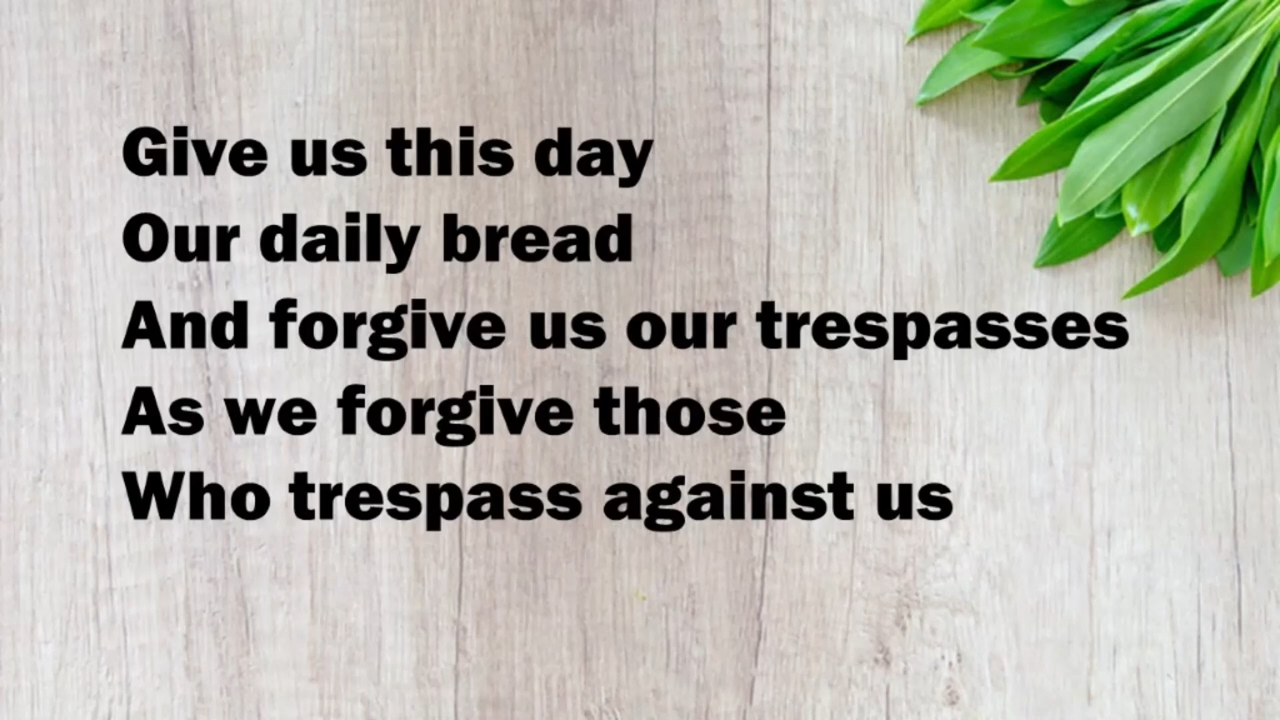 Give us this day
Our daily bread
And forgive us our trespasses
As we forgive those
Who trespass against us